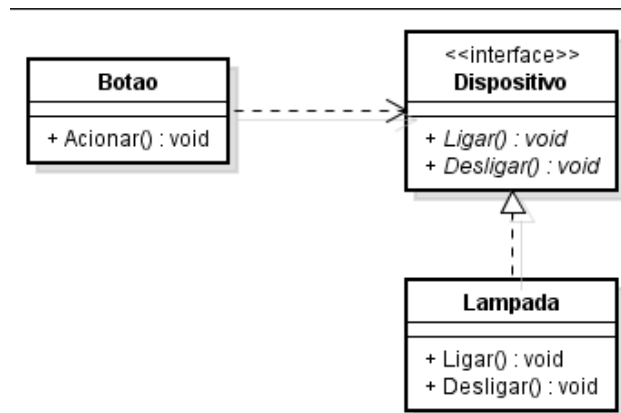 Botao
+ Acionar() : void
<<interface>>
Dispositivo
+ Ligar() : void
+ Desligar() : void
Lampada
+ Ligar() : void
+ Desligar() : void